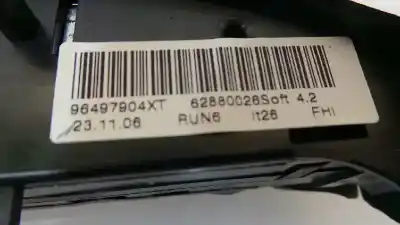 96497904XT 62880026Soft 4.2
23.11.06 RUN6 It26 FHI